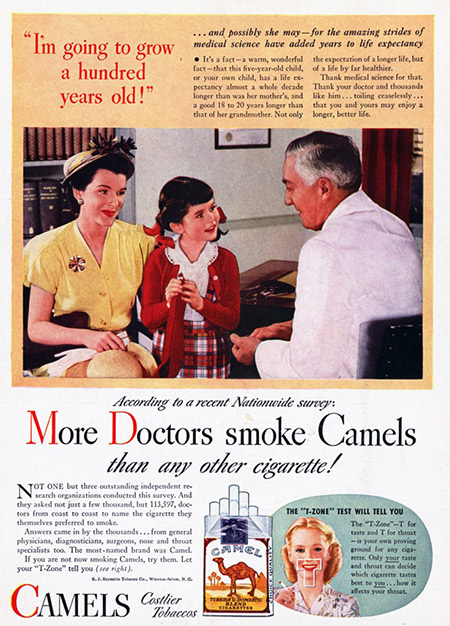 "I'm going to grow
a hundred
years old!"
...and possibly she may—for the amazing strides of
medical science have added years to life expectancy
● It's a fact—a warm, wonderful
fact—that this five-year-old child,
or your own child, has a life ex-
pectancy almost a whole decade
longer than was her mother's, and
a good 18 to 20 years longer than
that of her grandmother. Not only
the expectation of a longer life, but
of a life by far healthier.
Thank medical science for that.
Thank your doctor and thousands
like him...toiling ceaselessly...
that you and yours may enjoy a
longer, better life.
According to a recent Nationwide survey:
More Doctors smoke Camels
than any other cigarette!
NOT ONE but three outstanding independent re-
search organizations conducted this survey. And
they asked not just a few thousand, but 113,597, doc-
tors from coast to coast to name the cigarette they
themselves preferred to smoke.
Answers came in by the thousands...from general
physicians, diagnosticians, surgeons, nose and throat
specialists too. The most-named brand was Camel.
If you are not now smoking Camels, try them. Let
your "T-Zone" tell you (see right).
R. J. Reynolds Tobacco Co., Winston-Salem, N. C.
CAMELS Costlier
Tobaccos
CAMEL
TURKISH & DOMESTIC
BLEND
CIGARETTES
THE "T-ZONE" TEST WILL TELL YOU
The "T-Zone"—T for
taste and T for throat
—is your own proving
ground for any ciga-
rette. Only your taste
and throat can decide
which cigarette tastes
best to you...how it
affects your throat.